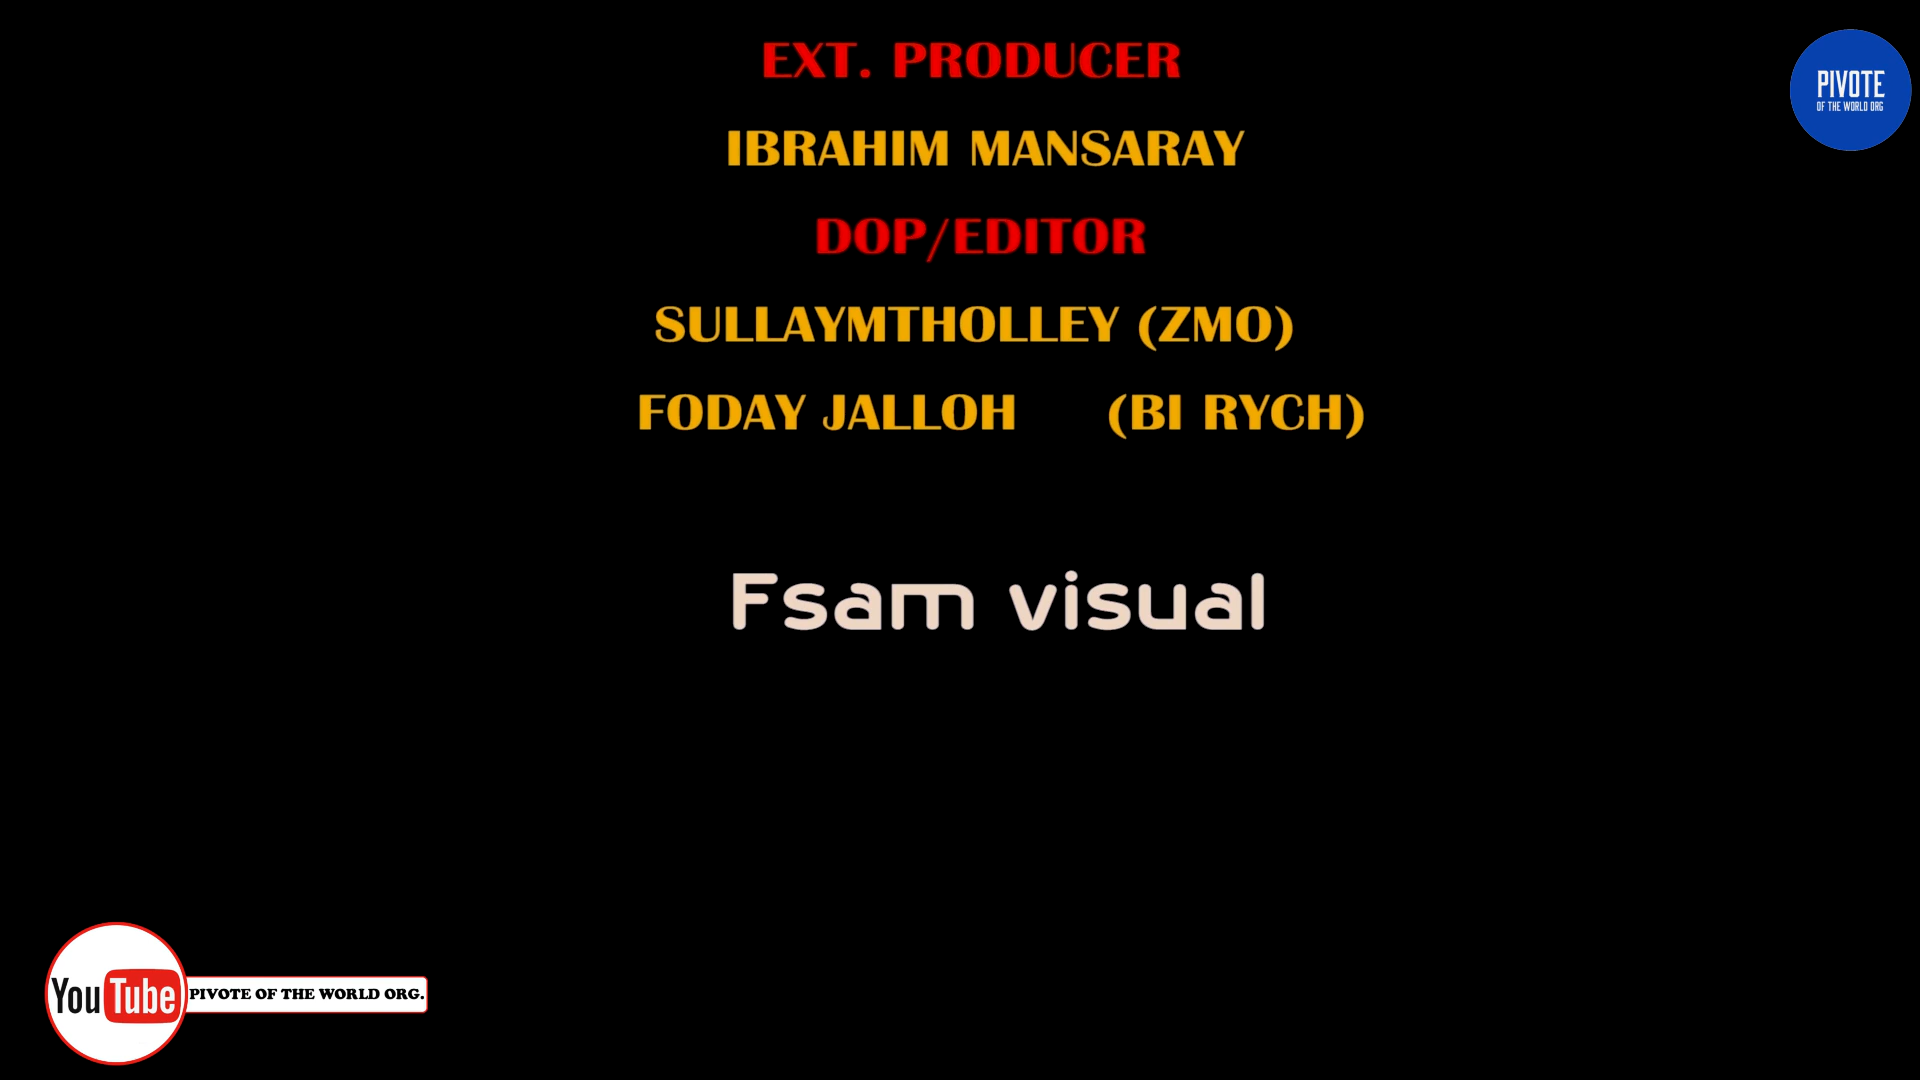 EXT. PRODUCER
PIVOTE
OF THE WORLD ORG
IBRAHIM MANSARAY
DOP/EDITOR
SULLAYMTHOLLEY (ZMO)
FODAY JALLOH (BI RYCH)
Fsam visual
YouTube PIVOTE OF THE WORLD ORG.